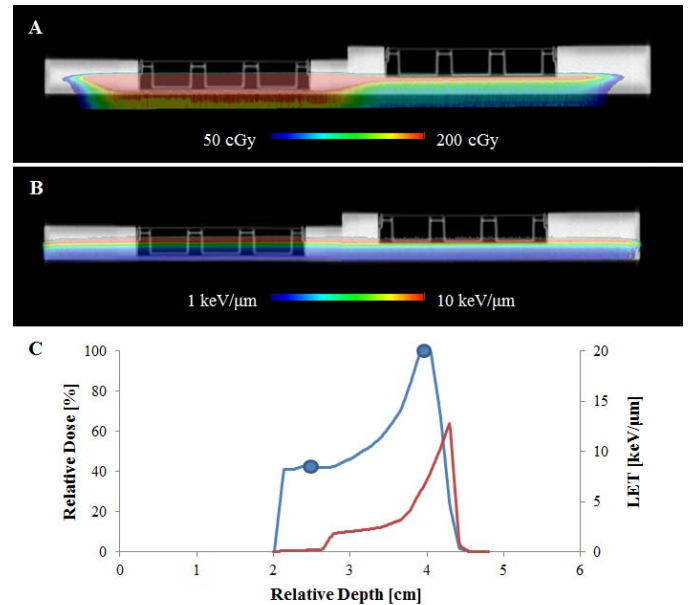 A
50 cGy 200 cGy
B
1 keV/μm 10 keV/μm
C
Relative Dose [%]
100
80
60
40
20
0
LET [keV/μm]
20
15
10
5
0
0 1 2 3 4 5 6
Relative Depth [cm]